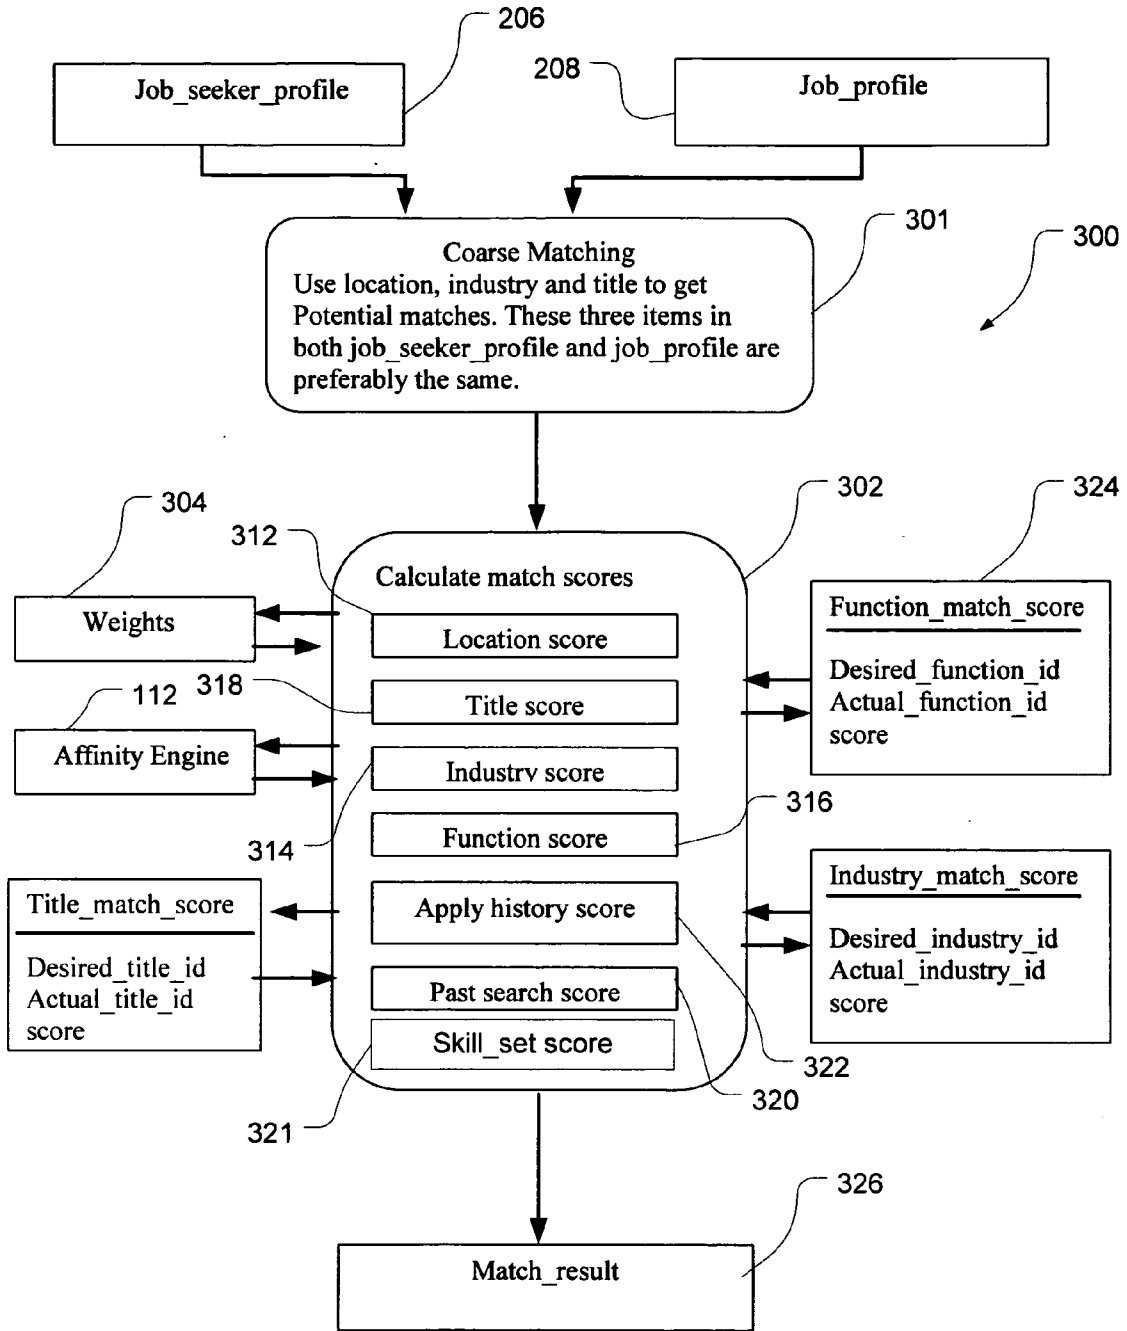 206
208
Job_seeker_profile
Job_profile
301
300
Coarse Matching
Use location, industry and title to get
Potential matches. These three items in
both job_seeker_profile and job_profile are
preferably the same.
304
302
324
312
Calculate match scores
Weights
Location score
Function_match_score
Desired_function_id
Actual_function_id
score
318
112
Title score
Affinity Engine
Industry score
316
314
Function score
Title_match_score
Desired_title_id
Actual_title_id
score
Apply history score
Industry_match_score
Desired_industry_id
Actual_industry_id
score
Past search score
Skill_set score
322
320
321
326
Match_result